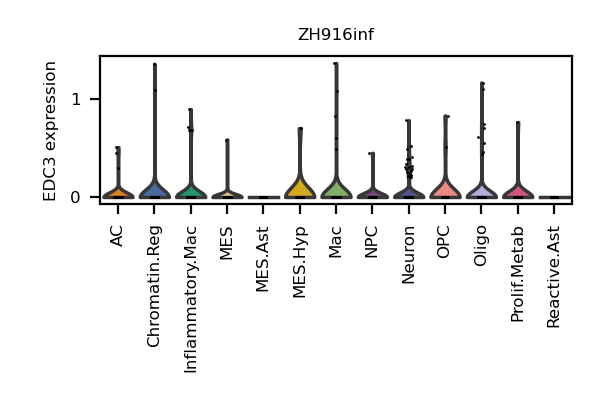 ZH916inf
EDC3 expression
1
0
AC
Chromatin.Reg
Inflammatory.Mac
MES
MES.Ast
MES.Hyp
Mac
NPC
Neuron
OPC
Oligo
Prolif.Metab
Reactive.Ast